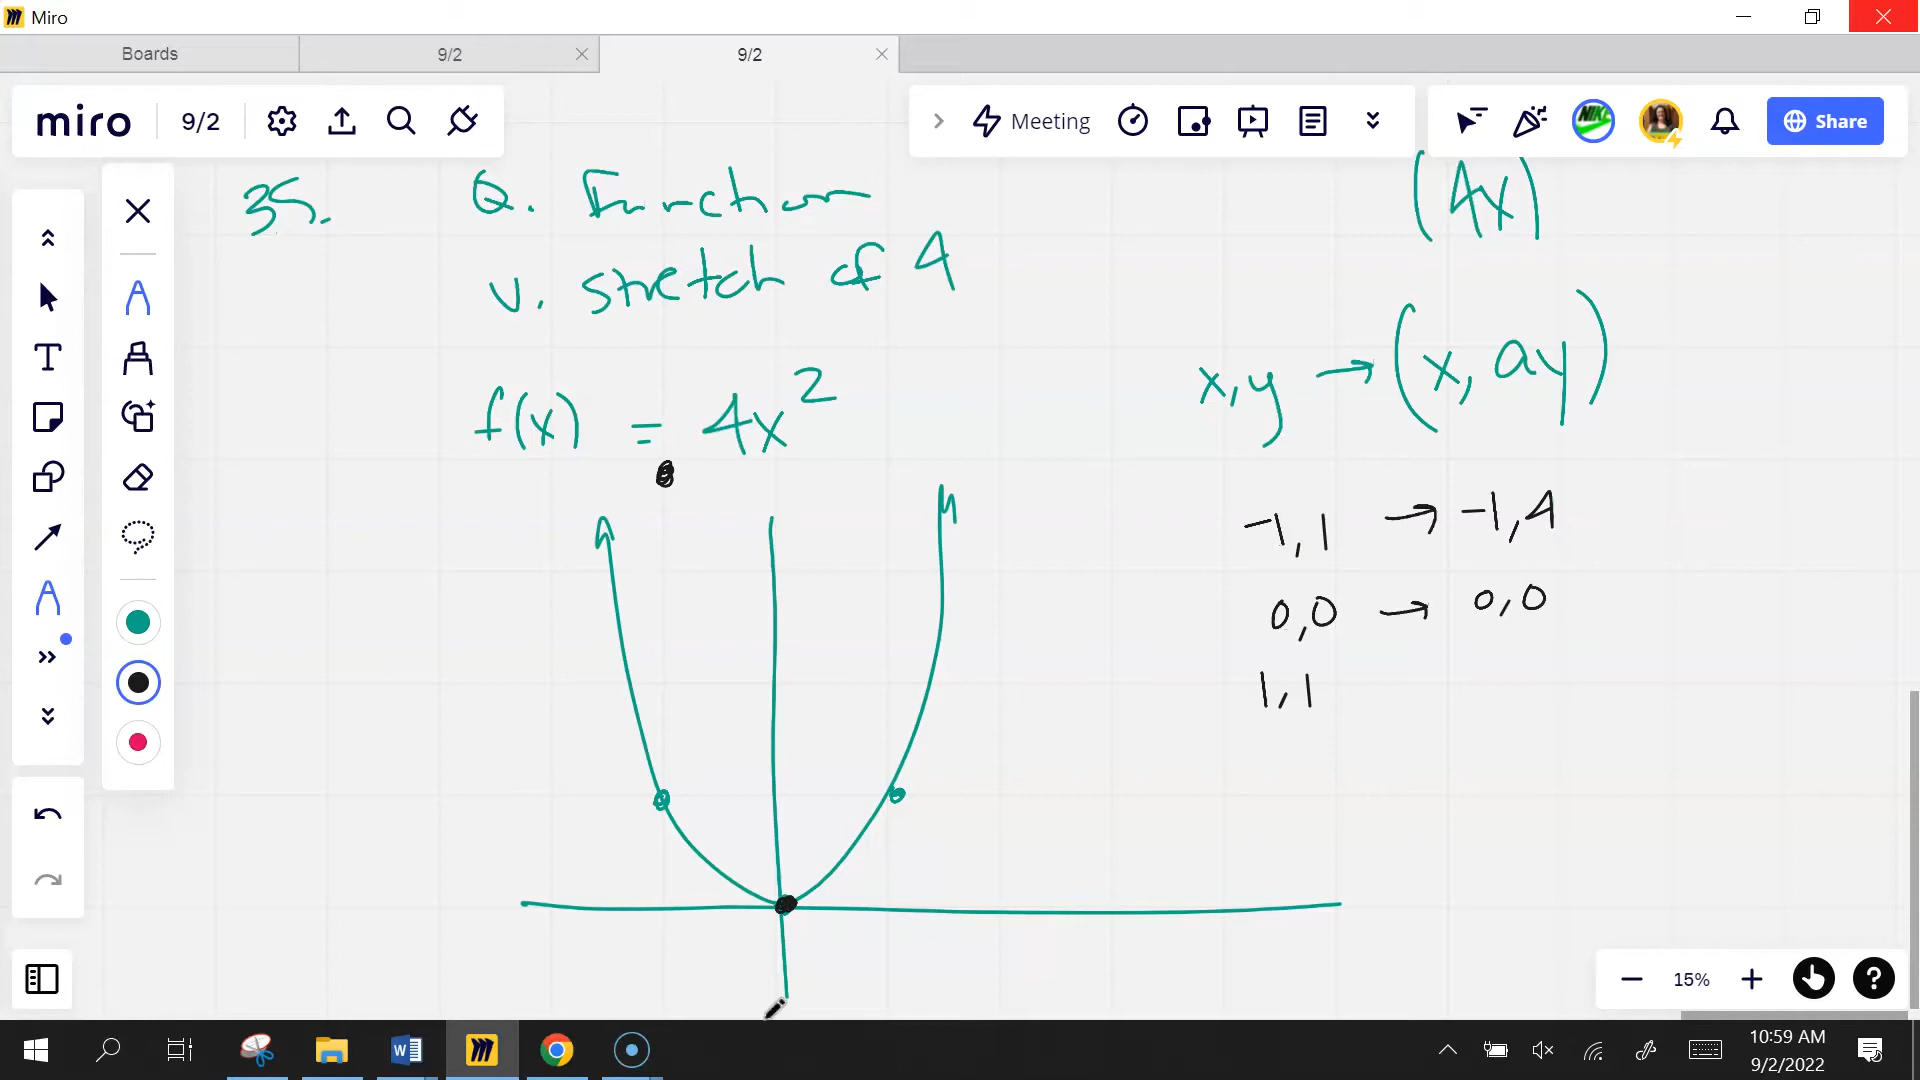 Miro
Boards
9/2
9/2
miro
9/2
Meeting
NIKE
Share
35.
Q. Function
(4x)
v. stretch of 4
x,y → (x, ay)
f(x) = 4x²
-1,1 → -1,4
0,0 → 0,0
1,1
15%
10:59 AM
9/2/2022